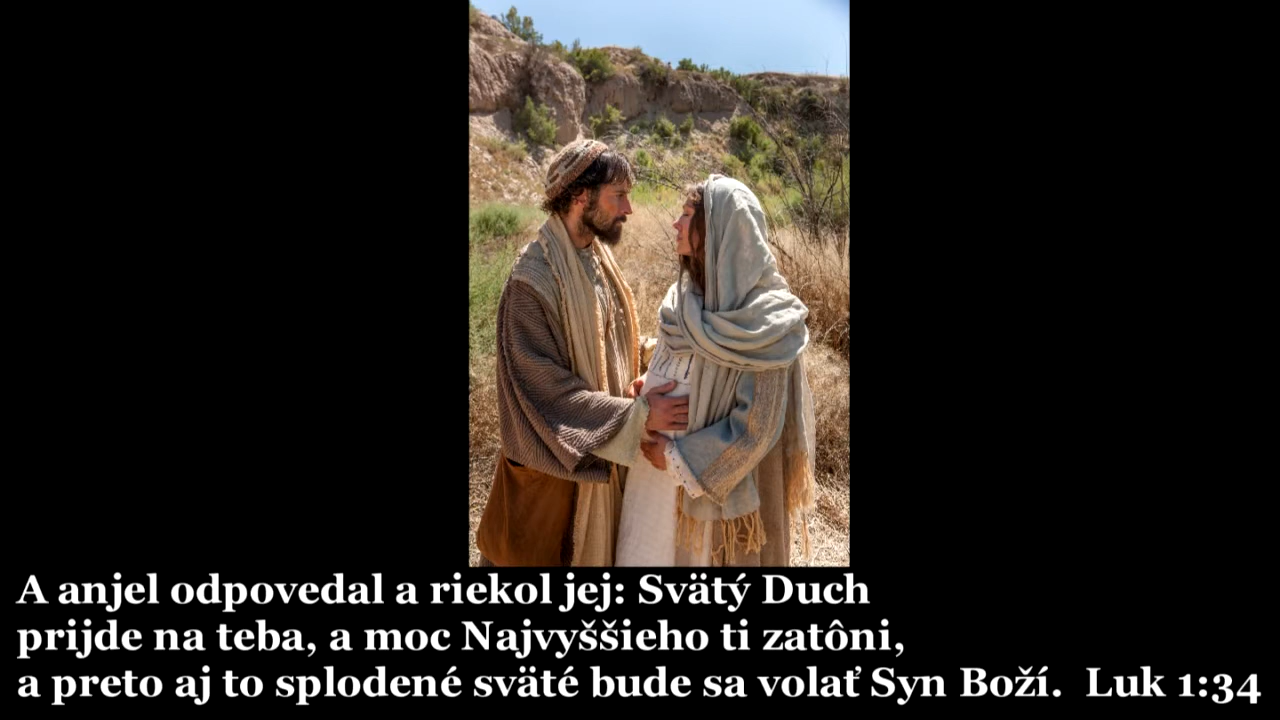 A anjel odpovedal a riekol jej: Svätý Duch
prijde na teba, a moc Najvyššieho ti zatôni,
a preto aj to splodené sväté bude sa volať Syn Boží.  Luk 1:34